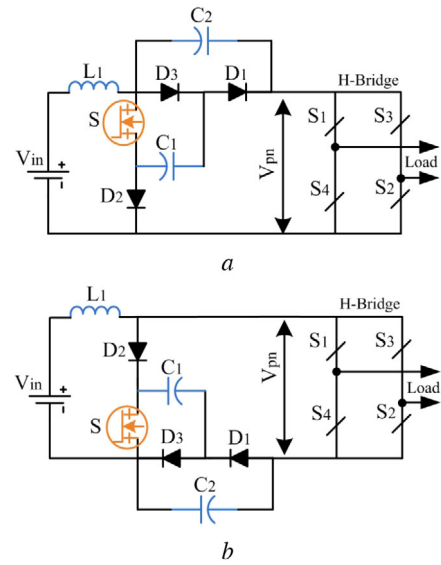 C2
L1
D3
D1
H-Bridge
S
S1
S3
Vin
C1
Vpn
Load
D2
S4
S2
a
L1
H-Bridge
D2
C1
S1
S3
Vin
Vpn
Load
S
D3
D1
S4
S2
C2
b